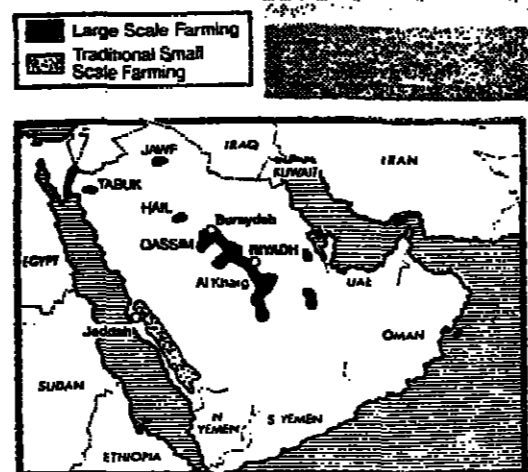 Large Scale Farming
Traditional Small
Scale Farming
JAWF
IRAQ
IRAN
KUWAIT
TABUK
HAIL
Buraydah
QASSIM
RIYADH
EGYPT
Al Kharg
UAE
Jeddah
OMAN
SUDAN
N
YEMEN
S YEMEN
ETHIOPIA